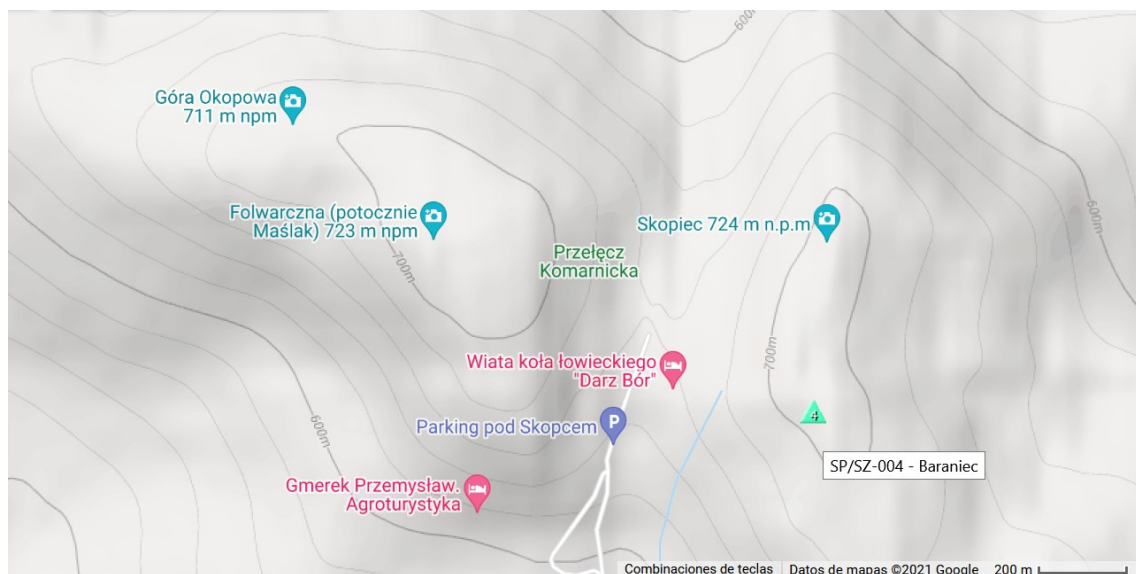 600m
Góra Okopowa
711 m npm
Folwarczna (potocznie
Maślak) 723 m npm
700m
Przełęcz
Komarnicka
Skopiec 724 m n.p.m
600m
700m
Wiata koła łowieckiego
"Darz Bór"
4
Parking pod Skopcem
P
600m
SP/SZ-004 - Baraniec
Gmerek Przemysław.
Agroturystyka
Combinaciones de teclas Datos de mapas ©2021 Google 200 m